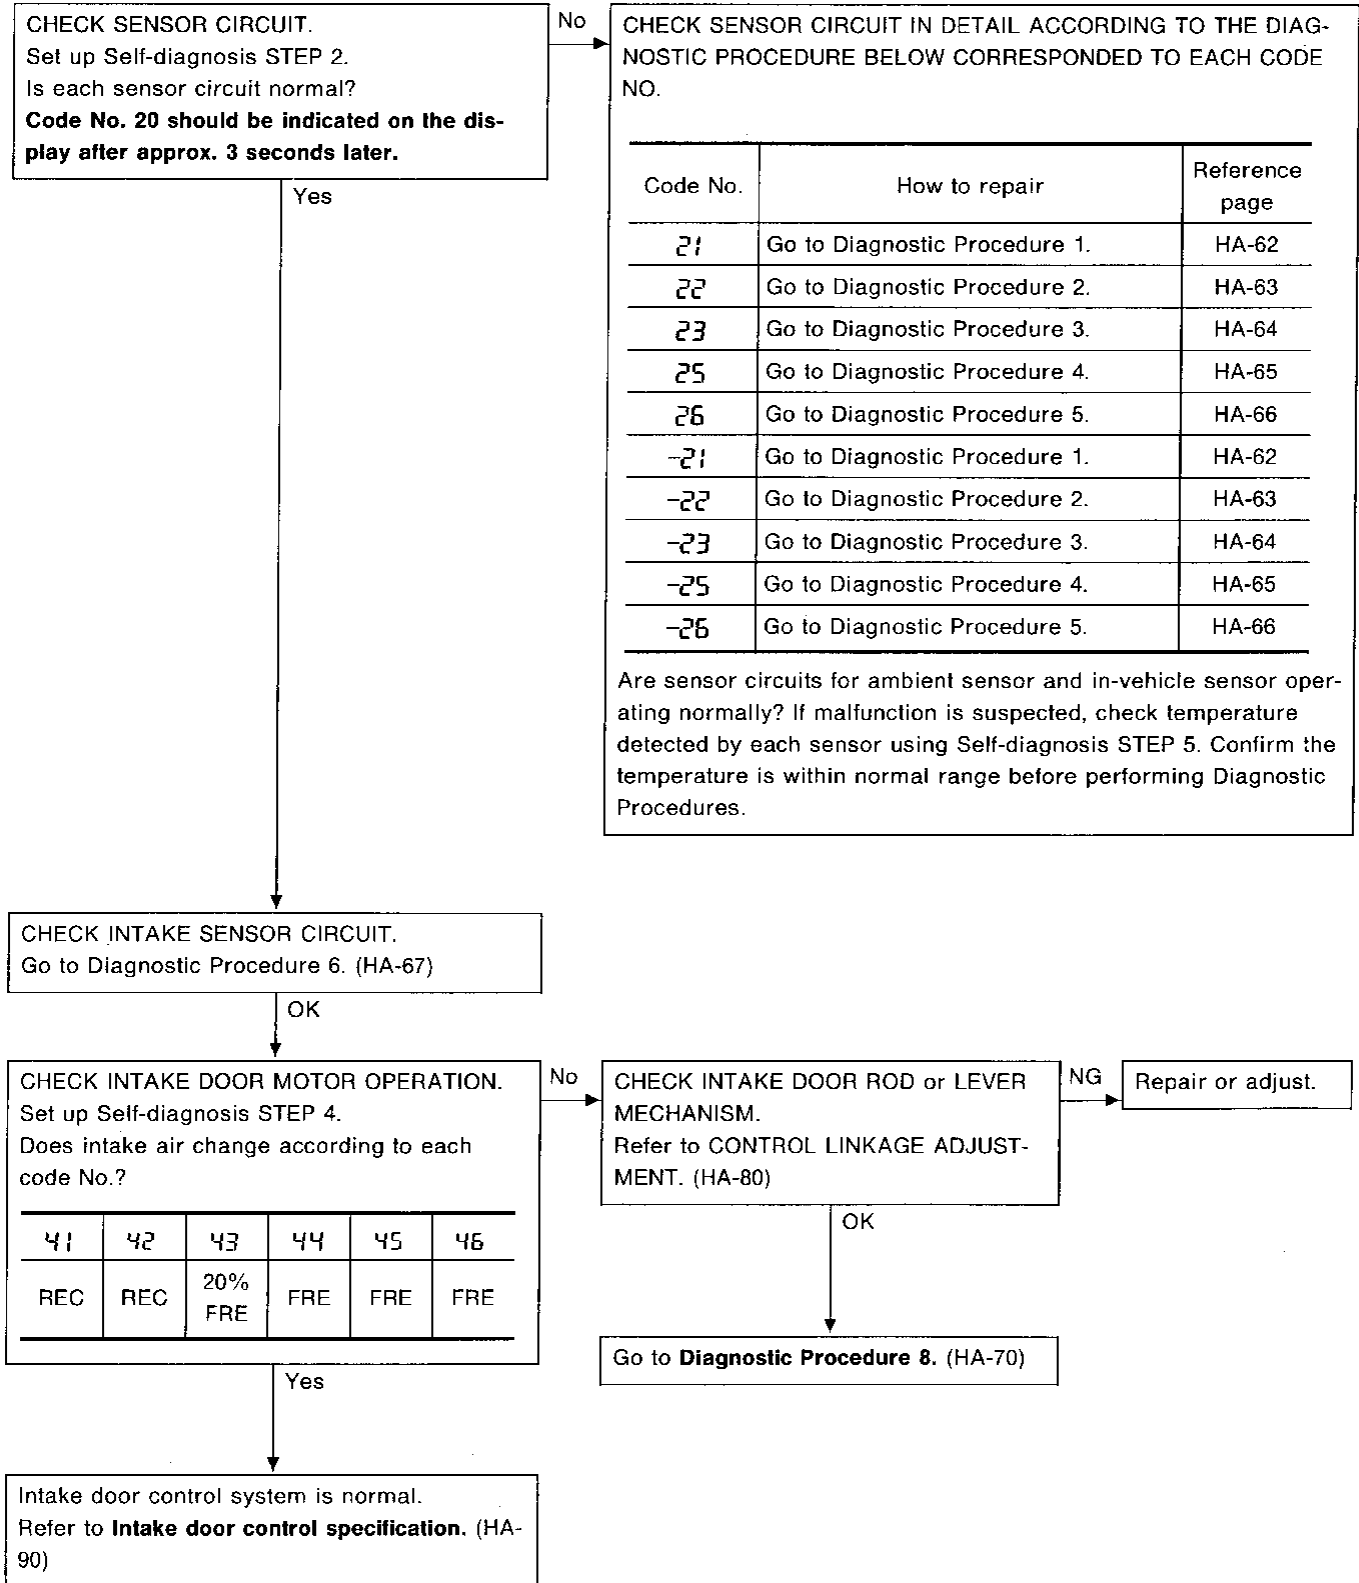 CHECK SENSOR CIRCUIT.
Set up Self-diagnosis STEP 2.
Is each sensor circuit normal?
Code No. 20 should be indicated on the dis-
play after approx. 3 seconds later.
No
CHECK SENSOR CIRCUIT IN DETAIL ACCORDING TO THE DIAG-
NOSTIC PROCEDURE BELOW CORRESPONDED TO EACH CODE
NO.
Code No. How to repair Reference page
21 Go to Diagnostic Procedure 1. HA-62
22 Go to Diagnostic Procedure 2. HA-63
23 Go to Diagnostic Procedure 3. HA-64
25 Go to Diagnostic Procedure 4. HA-65
26 Go to Diagnostic Procedure 5. HA-66
-21 Go to Diagnostic Procedure 1. HA-62
-22 Go to Diagnostic Procedure 2. HA-63
-23 Go to Diagnostic Procedure 3. HA-64
-25 Go to Diagnostic Procedure 4. HA-65
-26 Go to Diagnostic Procedure 5. HA-66
Are sensor circuits for ambient sensor and in-vehicle sensor oper-
ating normally? If malfunction is suspected, check temperature
detected by each sensor using Self-diagnosis STEP 5. Confirm the
temperature is within normal range before performing Diagnostic
Procedures.
Yes
CHECK INTAKE SENSOR CIRCUIT.
Go to Diagnostic Procedure 6. (HA-67)
OK
CHECK INTAKE DOOR MOTOR OPERATION.
Set up Self-diagnosis STEP 4.
Does intake air change according to each
code No.?
41 42 43 44 45 46
REC REC 20% FRE FRE FRE FRE
No
CHECK INTAKE DOOR ROD or LEVER
MECHANISM.
Refer to CONTROL LINKAGE ADJUST-
MENT. (HA-80)
NG
Repair or adjust.
OK
Go to Diagnostic Procedure 8. (HA-70)
Yes
Intake door control system is normal.
Refer to Intake door control specification. (HA-
90)